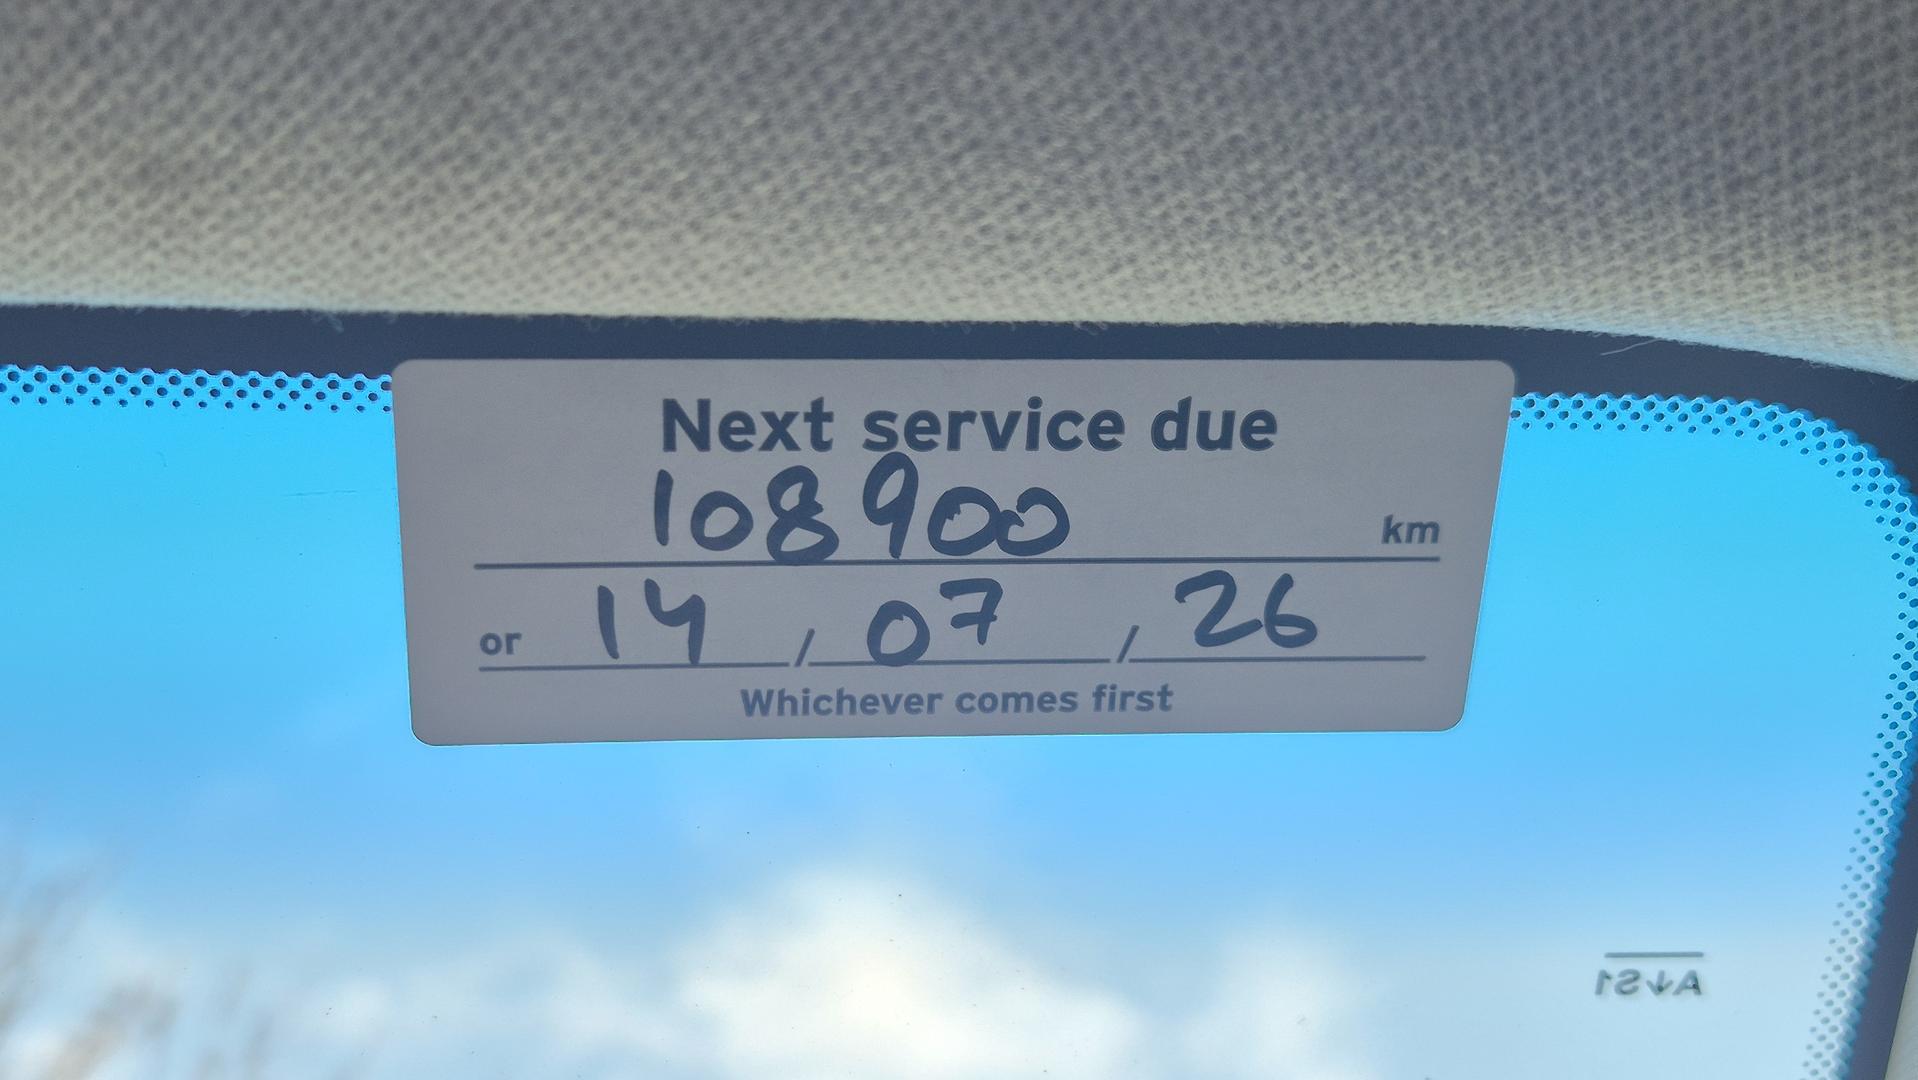 Next service due
108900 km
or 14 / 07 / 26
Whichever comes first
AS1